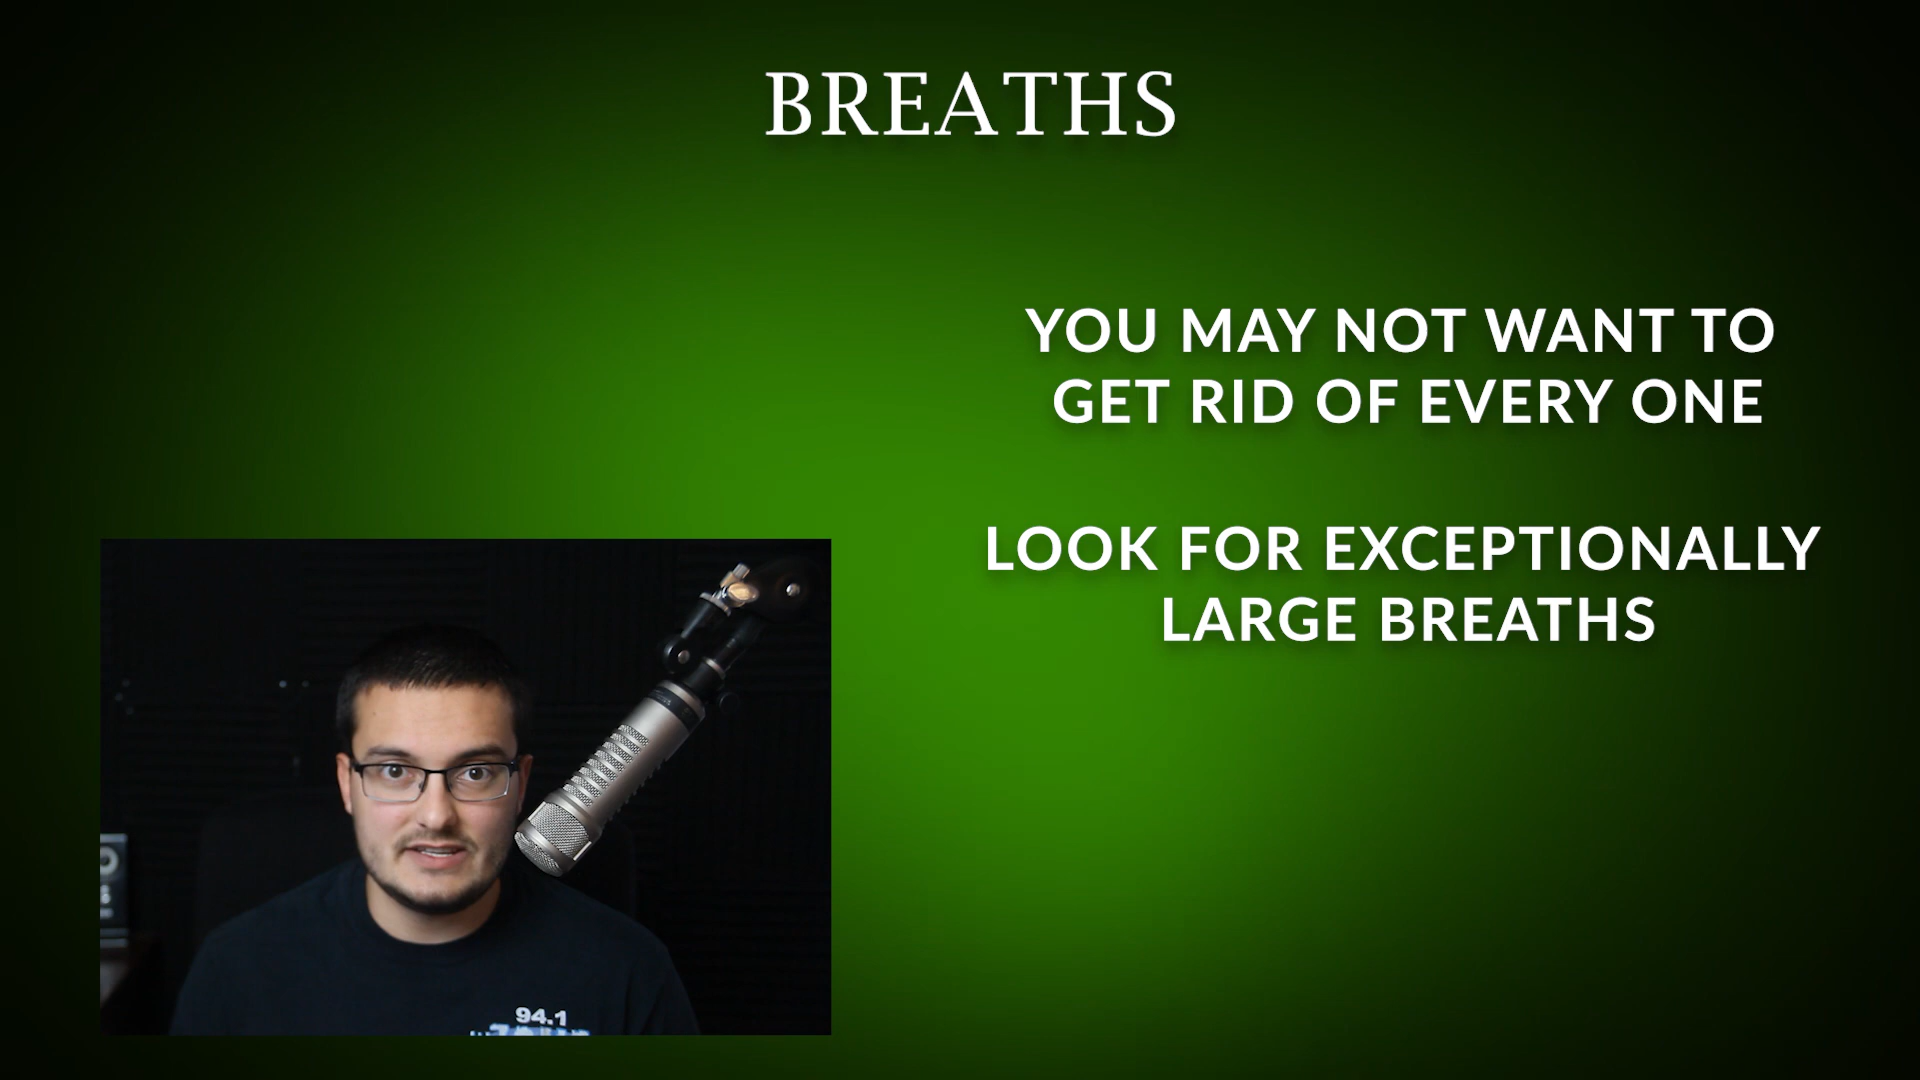 BREATHS
YOU MAY NOT WANT TO
GET RID OF EVERY ONE
LOOK FOR EXCEPTIONALLY
LARGE BREATHS
94.1